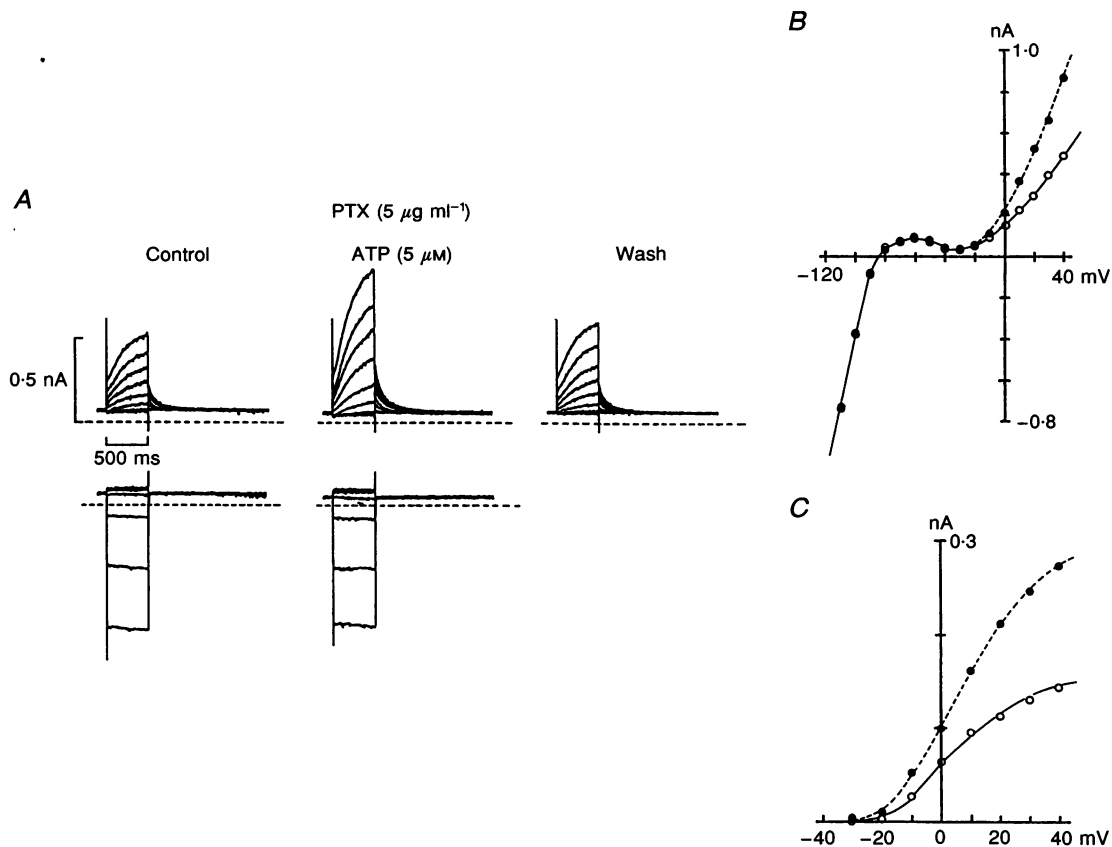 A
Control
PTX (5 μg ml⁻¹)
ATP (5 μM)
Wash
0·5 nA
500 ms
B
nA
1·0
−120
40 mV
−0·8
C
nA
0·3
−40 −20 0 20 40 mV